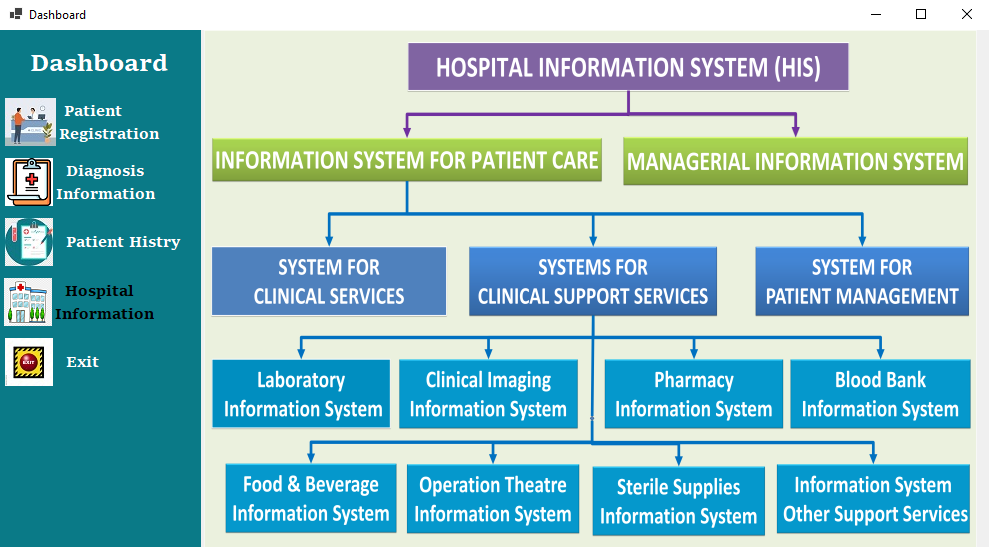 Dashboard
Dashboard
Patient
Registration
Diagnosis
Information
Patient Histry
Hospital
Information
EXIT
Exit
HOSPITAL INFORMATION SYSTEM (HIS)
INFORMATION SYSTEM FOR PATIENT CARE
MANAGERIAL INFORMATION SYSTEM
SYSTEM FOR
CLINICAL SERVICES
SYSTEMS FOR
CLINICAL SUPPORT SERVICES
SYSTEM FOR
PATIENT MANAGEMENT
Laboratory
Information System
Clinical Imaging
Information System
Pharmacy
Information System
Blood Bank
Information System
Food & Beverage
Information System
Operation Theatre
Information System
Sterile Supplies
Information System
Information System
Other Support Services